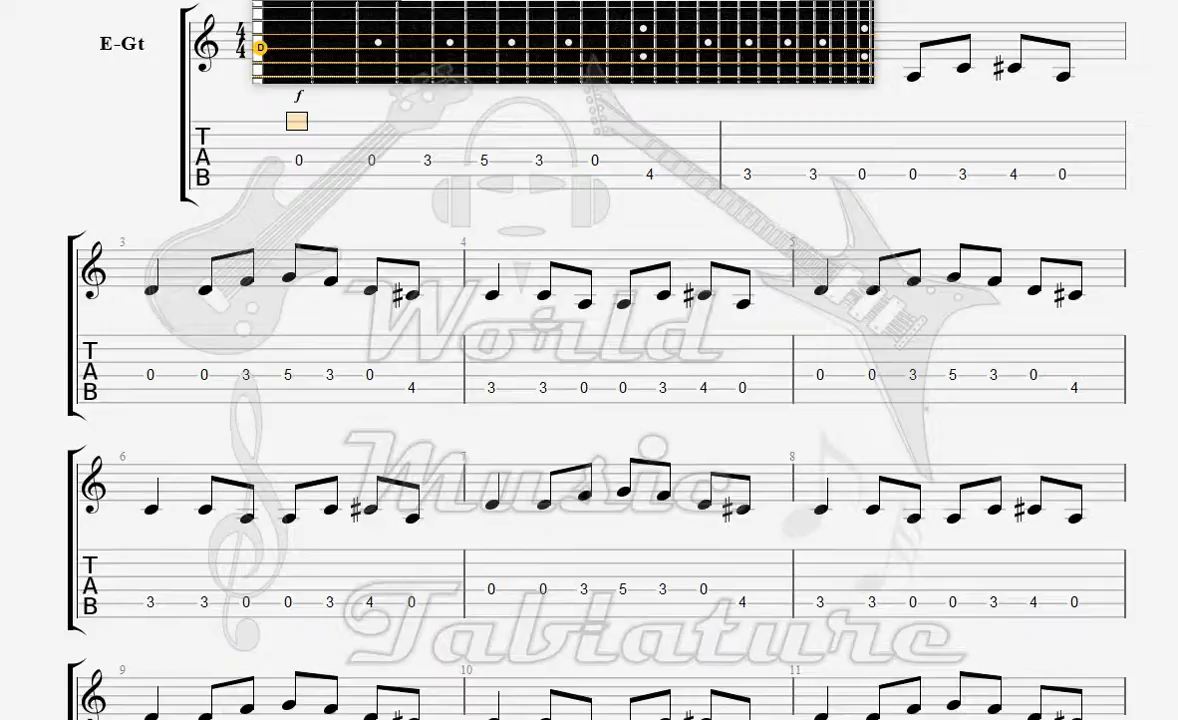 E-Gt
4
4
D
f
T
A
B
0 0 3 5 3 0 4 3 3 0 0 3 4 0
3 4 5
T
A
B
0 0 3 5 3 0 4 3 3 0 0 3 4 0 0 0 3 5 3 0 4
World
6 7 8
Music
T
A
B
3 3 0 0 3 4 0 0 0 3 5 3 0 4 3 3 0 0 3 4 0
Tablature
9 10 11